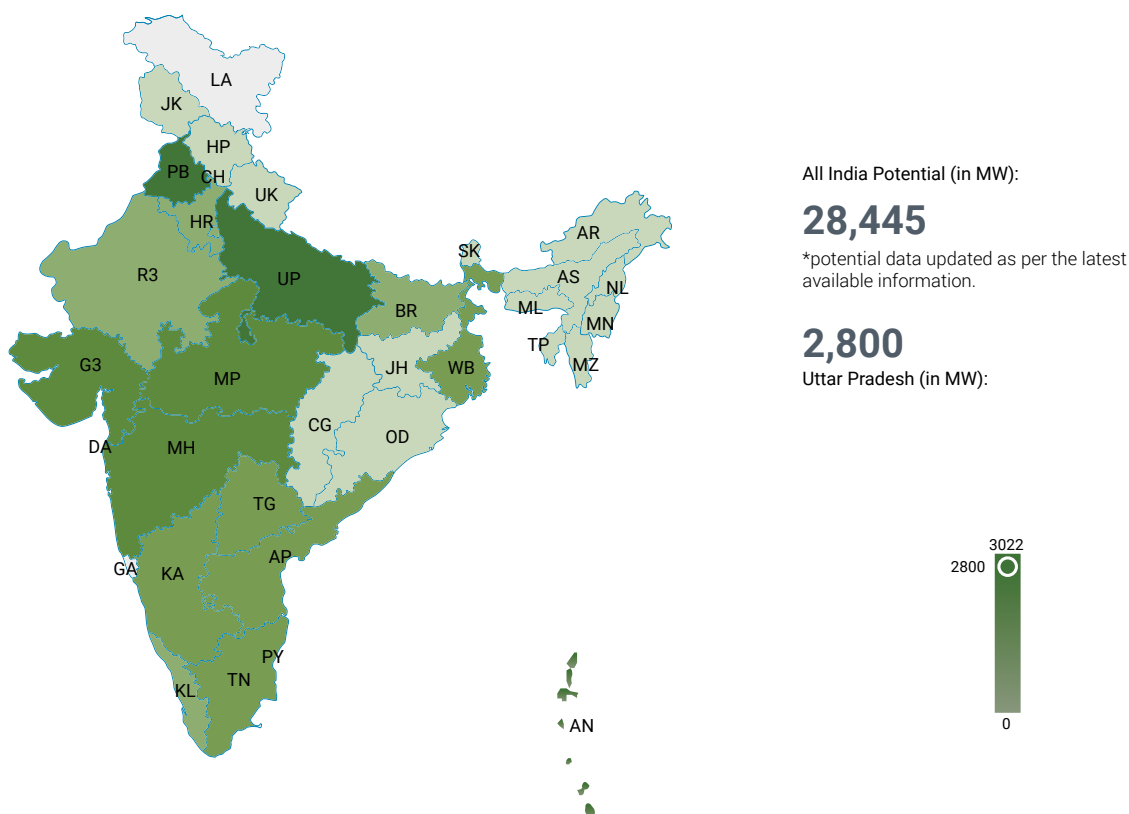 LA
JK
HP
PB
CH
UK
HR
R3
UP
SK
AR
AS
NL
ML
MN
BR
TP
MZ
G3
MP
JH
WB
CG
OD
DA
MH
TG
AP
GA
KA
PY
TN
KL
AN
All India Potential (in MW):
28,445
*potential data updated as per the latest
available information.
2,800
Uttar Pradesh (in MW):
3022
2800
0